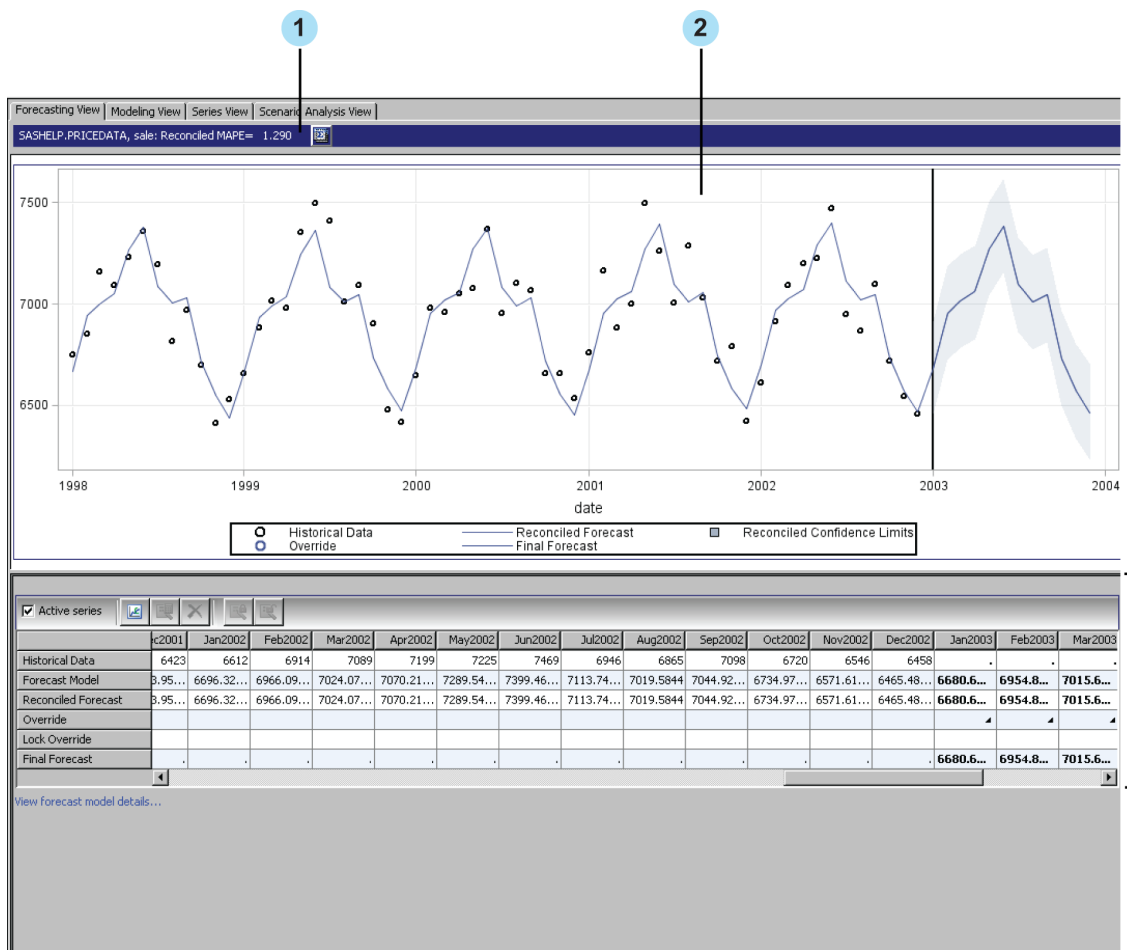 1 2
Forecasting View Modeling View Series View Scenario Analysis View
SASHELP.PRICEDATA, sale: Reconciled MAPE= 1.290
7500
7000
6500
1998 1999 2000 2001 2002 2003 2004
date
Historical Data Reconciled Forecast Reconciled Confidence Limits
Override Final Forecast
Active series
c2001 Jan2002 Feb2002 Mar2002 Apr2002 May2002 Jun2002 Jul2002 Aug2002 Sep2002 Oct2002 Nov2002 Dec2002 Jan2003 Feb2003 Mar2003
Historical Data 6423 6612 6914 7089 7199 7225 7469 6946 6865 7098 6720 6546 6458 . . .
Forecast Model 3.95... 6696.32... 6966.09... 7024.07... 7070.21... 7289.54... 7399.46... 7113.74... 7019.5844 7044.92... 6734.97... 6571.61... 6465.48... 6680.6... 6954.8... 7015.6...
Reconciled Forecast 3.95... 6696.32... 6966.09... 7024.07... 7070.21... 7289.54... 7399.46... 7113.74... 7019.5844 7044.92... 6734.97... 6571.61... 6465.48... 6680.6... 6954.8... 7015.6...
Override
Lock Override
Final Forecast . . . . . . . . . . . . . 6680.6... 6954.8... 7015.6...
View forecast model details...